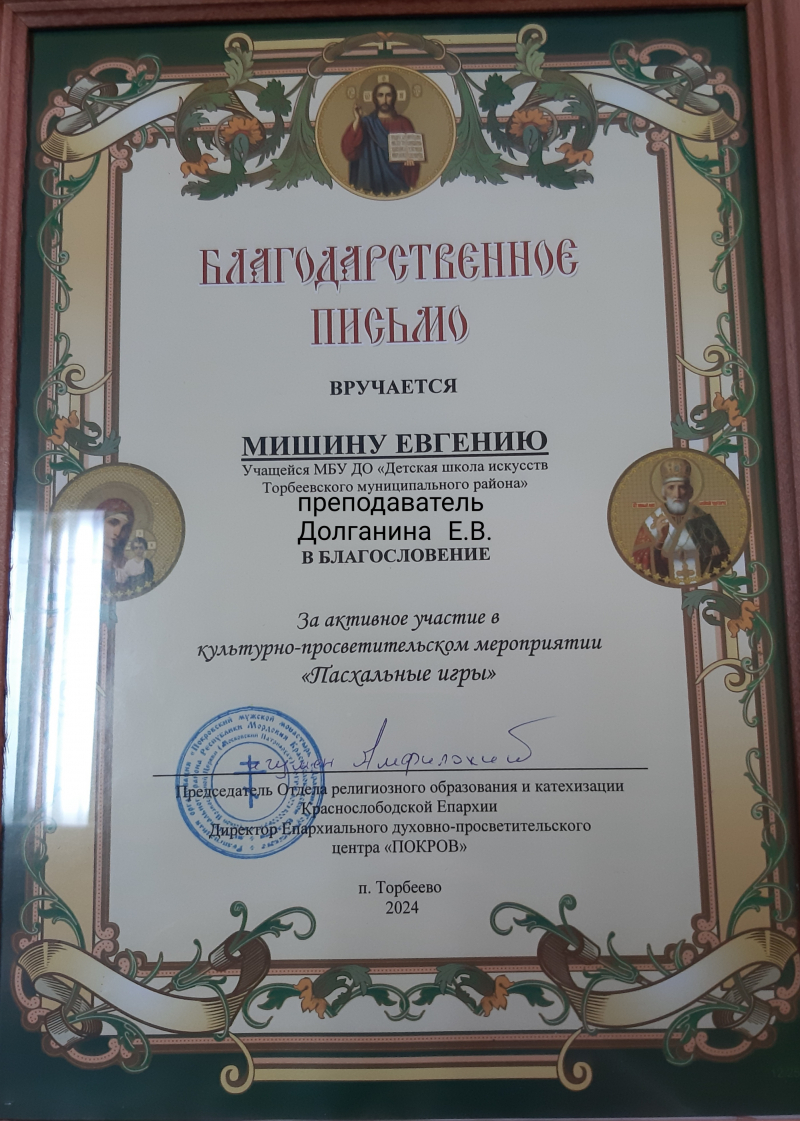 БЛАГОДАРСТВЕННОЕ
ПИСЬМО
ВРУЧАЕТСЯ
МИШИНУ ЕВГЕНИЮ
Учащейся МБУ ДО «Детская школа искусств
Торбеевского муниципального района»
преподаватель
Долганина Е.В.
В БЛАГОСЛОВЕНИЕ
За активное участие в
культурно-просветительском мероприятии
«Пасхальные игры»
игумен Амфилохий
Председатель Отдела религиозного образования и катехизации
Краснослободской Епархии
Директор Епархиального духовно-просветительского
центра «ПОКРОВ»
п. Торбеево
2024